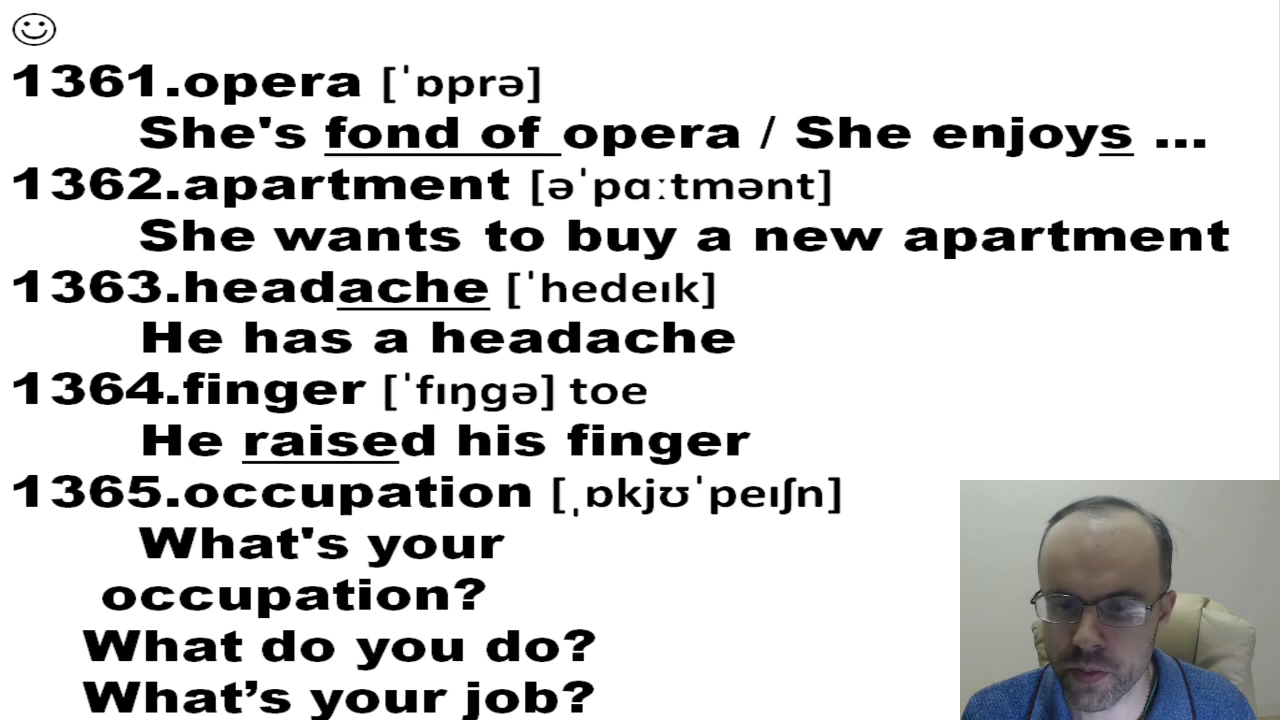 1361.opera [ˈɒprə]
She's fond of opera / She enjoys ...
1362.apartment [əˈpɑːtmənt]
She wants to buy a new apartment
1363.headache [ˈhedeɪk]
He has a headache
1364.finger [ˈfɪŋgə] toe
He raised his finger
1365.occupation [ˌɒkjʊˈpeɪʃn]
What's your
occupation?
What do you do?
What’s your job?